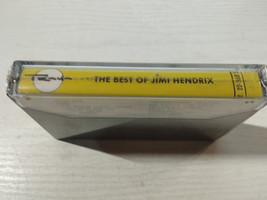 THE BEST OF JIMI HENDRIX